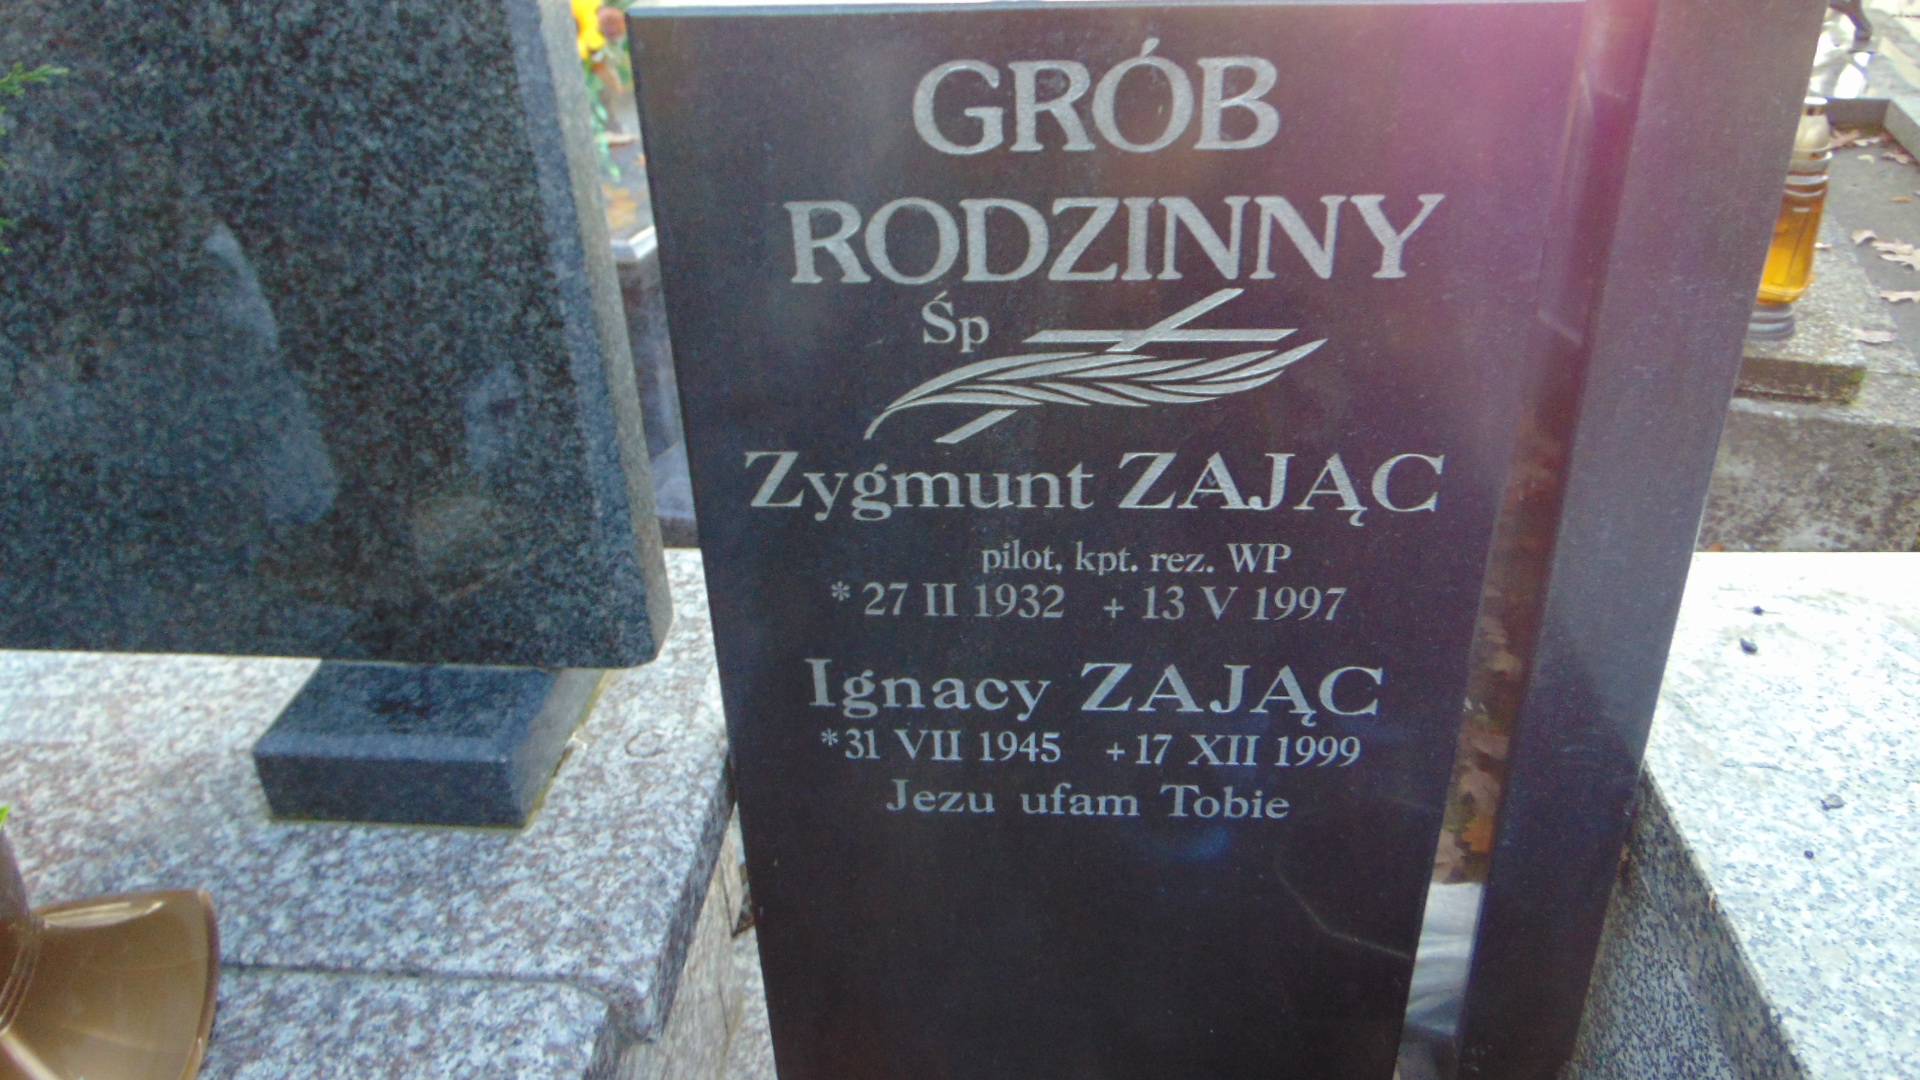 GRÓB
RODZINNY
Śp
Zygmunt ZAJĄC
pilot, kpt. rez. WP
* 27 II 1932 + 13 V 1997
Ignacy ZAJĄC
* 31 VII 1945 + 17 XII 1999
Jezu ufam Tobie